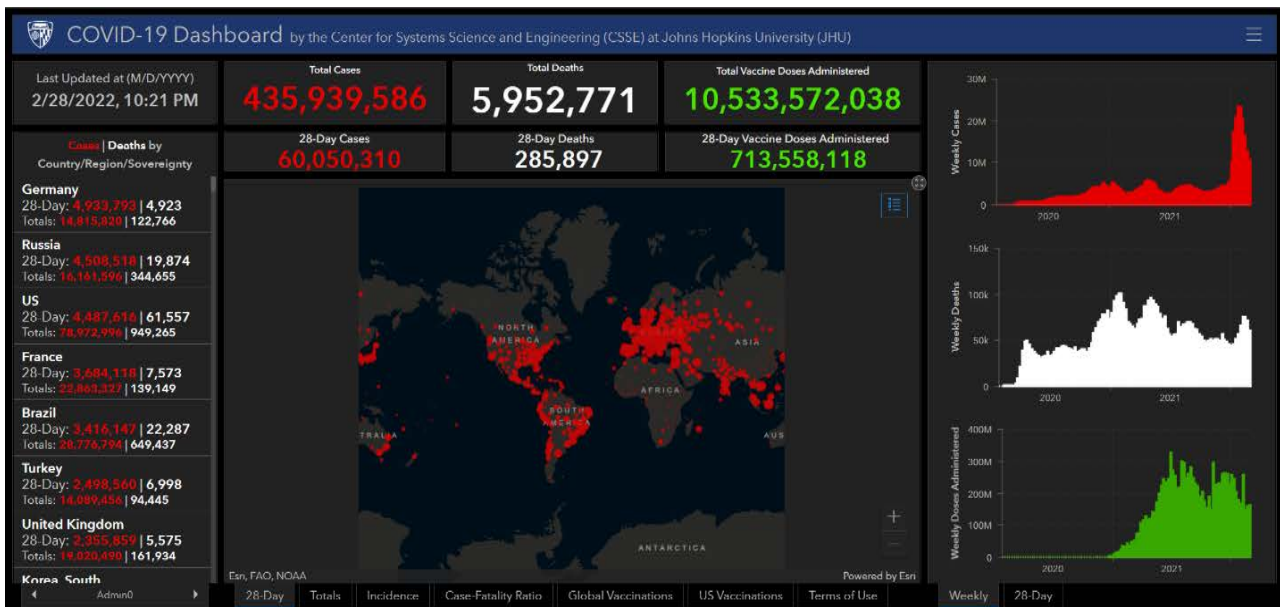 COVID-19 Dashboard by the Center for Systems Science and Engineering (CSSE) at Johns Hopkins University (JHU)
Last Updated at (M/D/YYYY)
2/28/2022, 10:21 PM
Total Cases
435,939,586
Total Deaths
5,952,771
Total Vaccine Doses Administered
10,533,572,038
28-Day Cases
60,050,310
28-Day Deaths
285,897
28-Day Vaccine Doses Administered
713,558,118
Cases | Deaths by
Country/Region/Sovereignty
Germany
28-Day: 4,933,793 | 4,923
Totals: 14,815,820 | 122,766
Russia
28-Day: 4,508,518 | 19,874
Totals: 16,161,596 | 344,655
US
28-Day: 4,487,616 | 61,557
Totals: 78,972,996 | 949,265
France
28-Day: 3,684,118 | 7,573
Totals: 22,863,327 | 139,149
Brazil
28-Day: 3,416,147 | 22,287
Totals: 28,776,794 | 649,437
Turkey
28-Day: 2,498,560 | 6,998
Totals: 14,089,456 | 94,445
United Kingdom
28-Day: 2,355,859 | 5,575
Totals: 19,020,490 | 161,934
Korea, South
Admin0
NORTH
AMERICA
ASIA
AFRICA
SOUTH
AMERICA
TRALIA
AUS
ANTARCTICA
Esri, FAO, NOAA
Powered by Esri
28-Day Totals Incidence Case-Fatality Ratio Global Vaccinations US Vaccinations Terms of Use
Weekly Cases
30M
20M
10M
0
2020 2021
Weekly Deaths
150k
100k
50k
0
2020 2021
Weekly Doses Administered
400M
300M
200M
100M
0
2020 2021
Weekly 28-Day